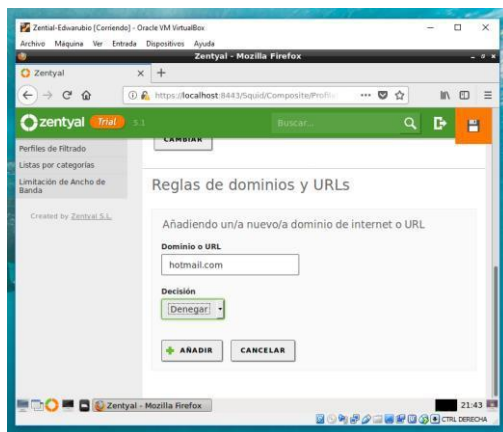 Zential-Edwarubio [Corriendo] - Oracle VM VirtualBox
Archivo Máquina Ver Entrada Dispositivos Ayuda
Zentyal - Mozilla Firefox
Zentyal
https://localhost:8443/Squid/Composite/Profil
zentyal Trial 5.1 Buscar...
Perfiles de Filtrado
CAMBIAR
Listas por categorías
Limitación de Ancho de Banda
Created by Zentyal S.L.
Reglas de dominios y URLs
Añadiendo un/a nuevo/a dominio de internet o URL
Dominio o URL
hotmail.com
Decisión
Denegar
AÑADIR CANCELAR
Zentyal - Mozilla Firefox 21:43
CTRL DERECHA